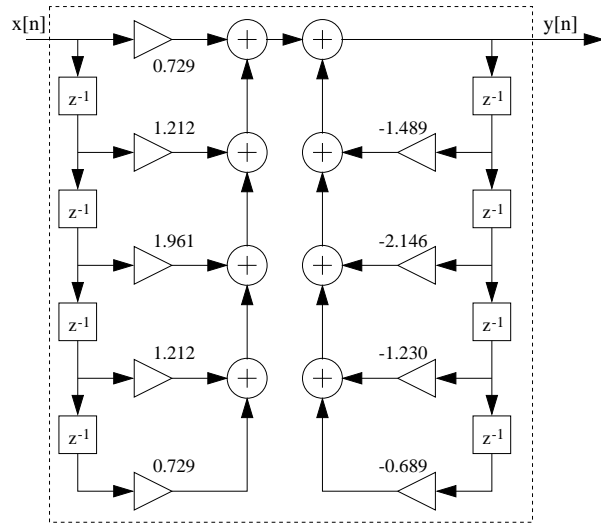 x[n] y[n]
0.729
z-1 z-1
1.212 -1.489
z-1 z-1
1.961 -2.146
z-1 z-1
1.212 -1.230
z-1 z-1
0.729 -0.689